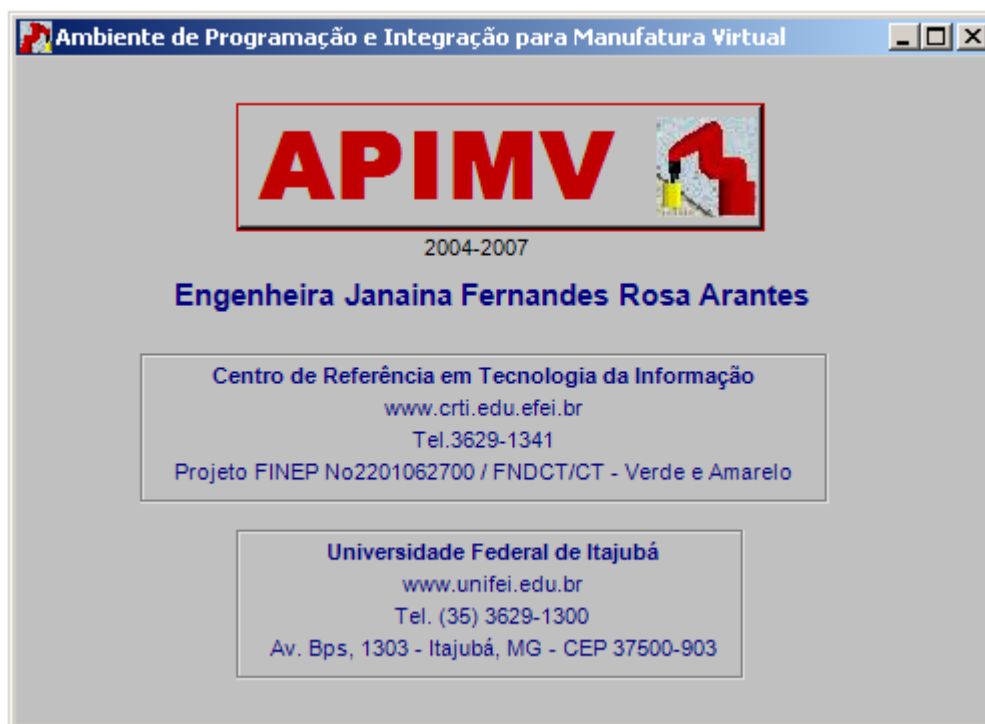 Ambiente de Programação e Integração para Manufatura Virtual
APIMV
2004-2007
Engenheira Janaina Fernandes Rosa Arantes
Centro de Referência em Tecnologia da Informação
www.crti.edu.efei.br
Tel.3629-1341
Projeto FINEP No2201062700 / FNDCT/CT - Verde e Amarelo
Universidade Federal de Itajubá
www.unifei.edu.br
Tel. (35) 3629-1300
Av. Bps, 1303 - Itajubá, MG - CEP 37500-903